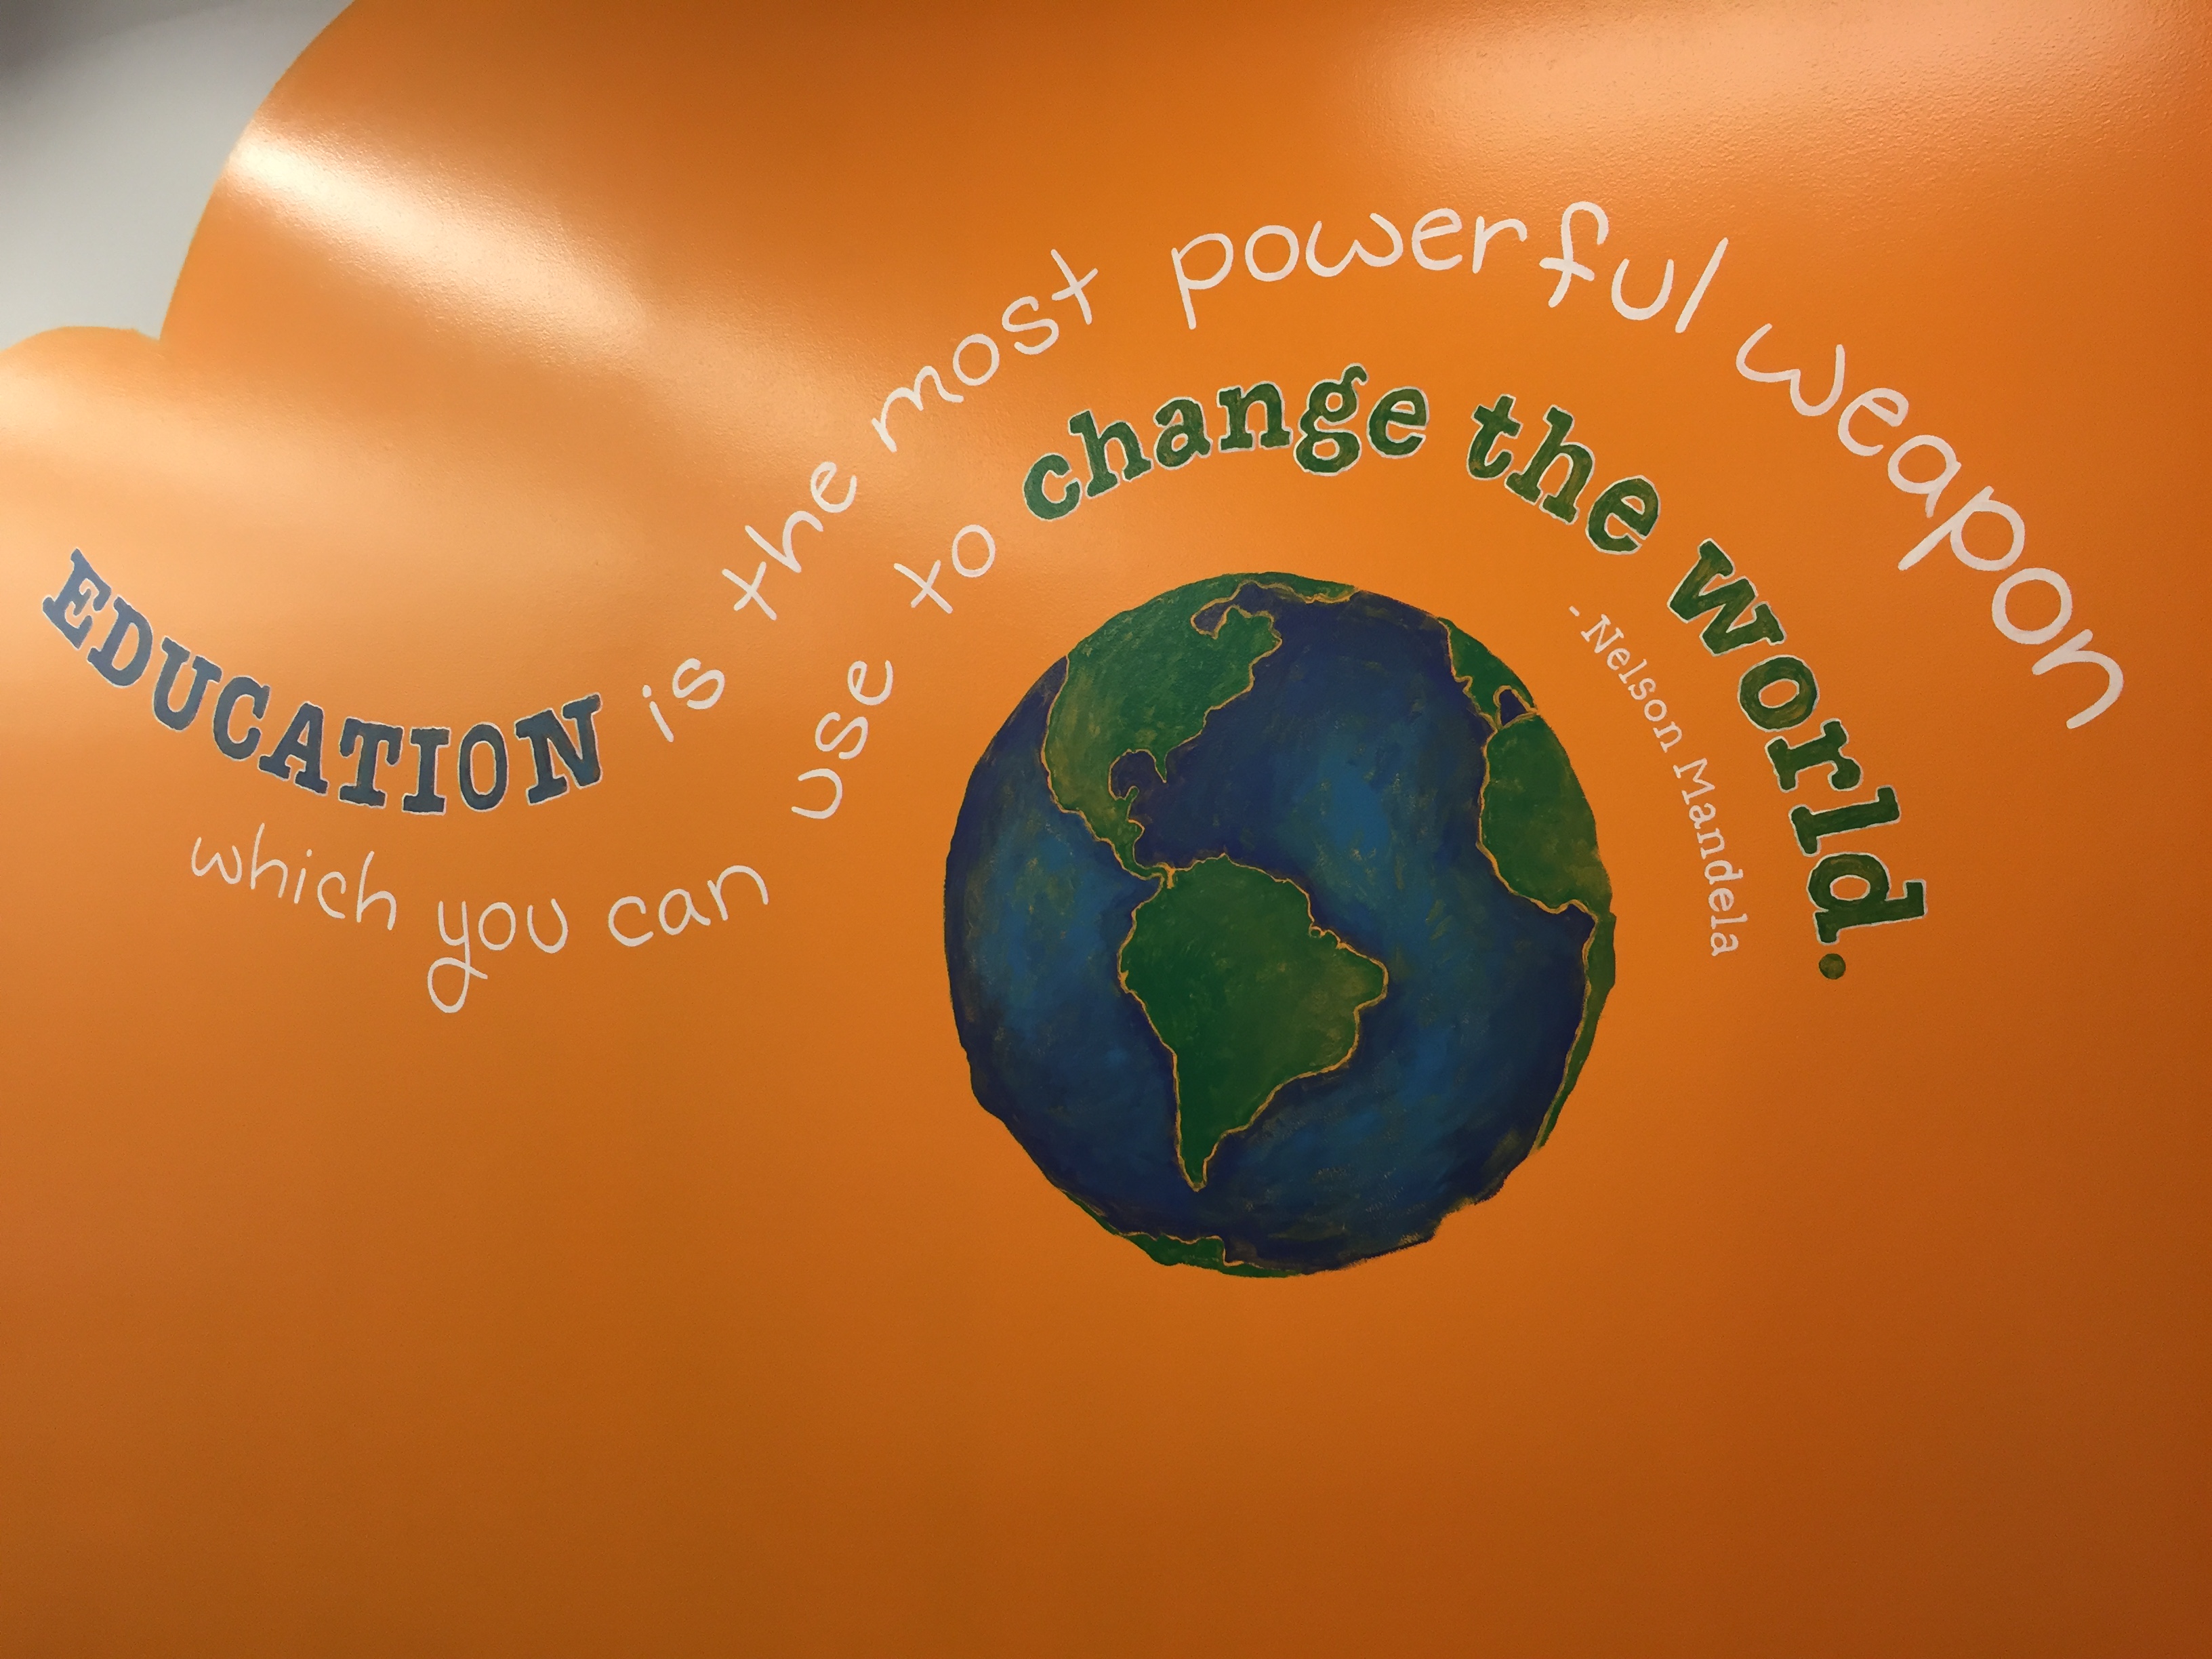 EDUCATION is the most powerful weapon
which you can use to change the world.
- Nelson Mandela